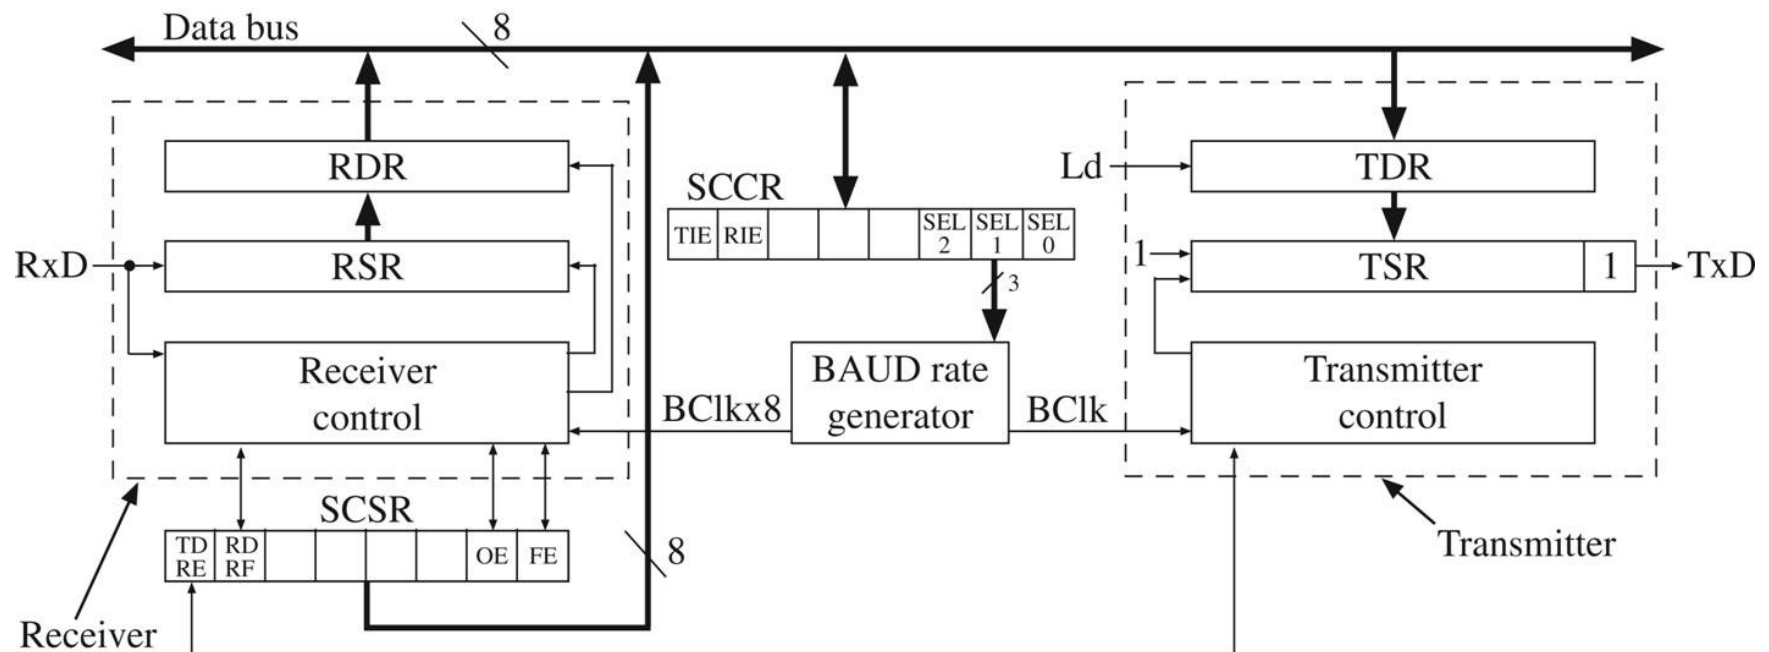 Data bus
8
RDR
Ld
TDR
SCCR
TIE
RIE
SEL
2
SEL
1
SEL
0
RxD
RSR
1
TSR
1
TxD
3
Receiver
control
BAUD rate
generator
Transmitter
control
BClkx8
BClk
SCSR
TD
RE
RD
RF
OE
FE
8
Transmitter
Receiver